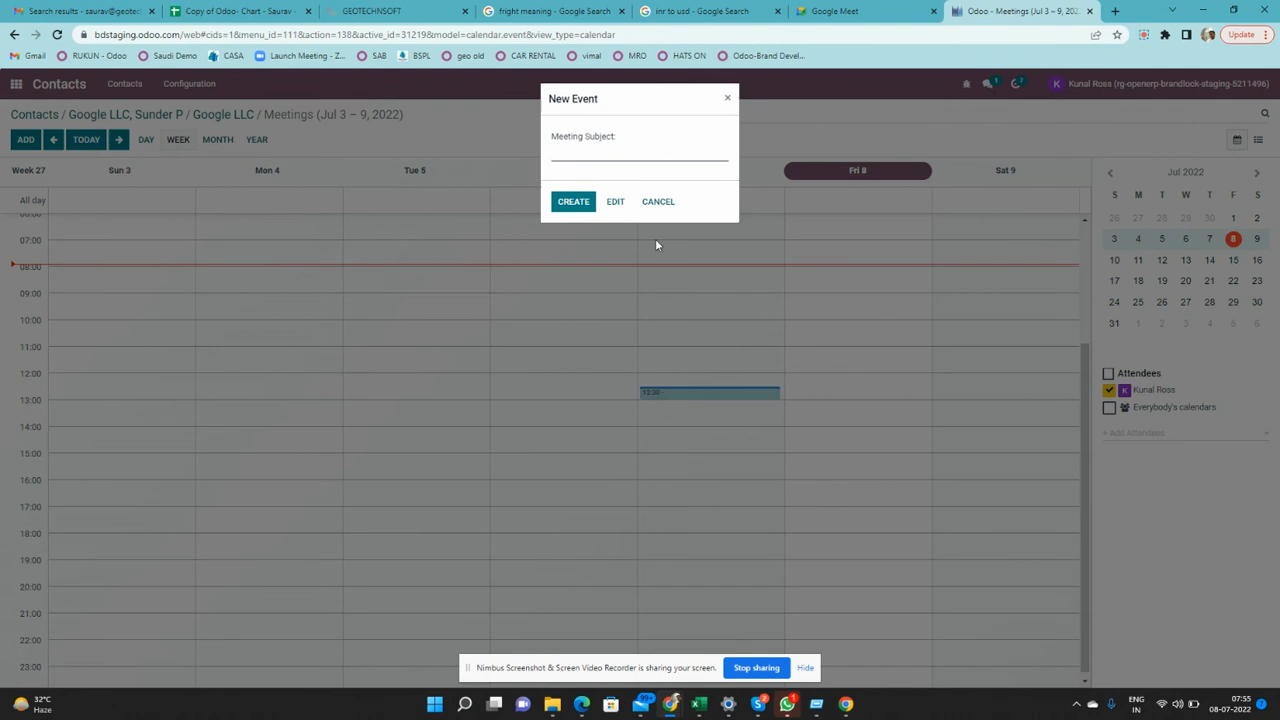 Search results - saurav@geotec
Copy of Odoo - Chart - Saurav -
GEOTECHNSOFT
fright meaning - Google Search
inr to usd - Google Search
Google Meet
Odoo - Meetings (Jul 3 – 9, 2022)
bdstaging.odoo.com/web#cids=1&menu_id=111&action=138&active_id=31219&model=calendar.event&view_type=calendar
Update
Gmail
RUKUN - Odoo
Saudi Demo
CASA
Launch Meeting - Z...
SAB
BSPL
geo old
CAR RENTAL
vimal
MRO
HATS ON
Odoo-Brand Devel...
Contacts
Contacts
Configuration
1
7
Kunal Ross (rg-openerp-brandlock-staging-5211496)
Contacts / Google LLC, Sunder P / Google LLC / Meetings (Jul 3 – 9, 2022)
ADD
TODAY
DAY
WEEK
MONTH
YEAR
New Event
×
Meeting Subject:
CREATE
EDIT
CANCEL
Week 27
Sun 3
Mon 4
Tue 5
Fri 8
Sat 9
All day
06:00
07:00
08:00
09:00
10:00
11:00
12:00
12:30 -
13:00
14:00
15:00
16:00
17:00
18:00
19:00
20:00
21:00
22:00
23:00
Jul 2022
S M T W T F S
26 27 28 29 30 1 2
3 4 5 6 7 8 9
10 11 12 13 14 15 16
17 18 19 20 21 22 23
24 25 26 27 28 29 30
31 1 2 3 4 5 6
Attendees
K
Kunal Ross
Everybody's calendars
+ Add Attendees
Nimbus Screenshot & Screen Video Recorder is sharing your screen.
Stop sharing
Hide
32°C
Haze
99+
2
1
ENG
IN
07:55
08-07-2022